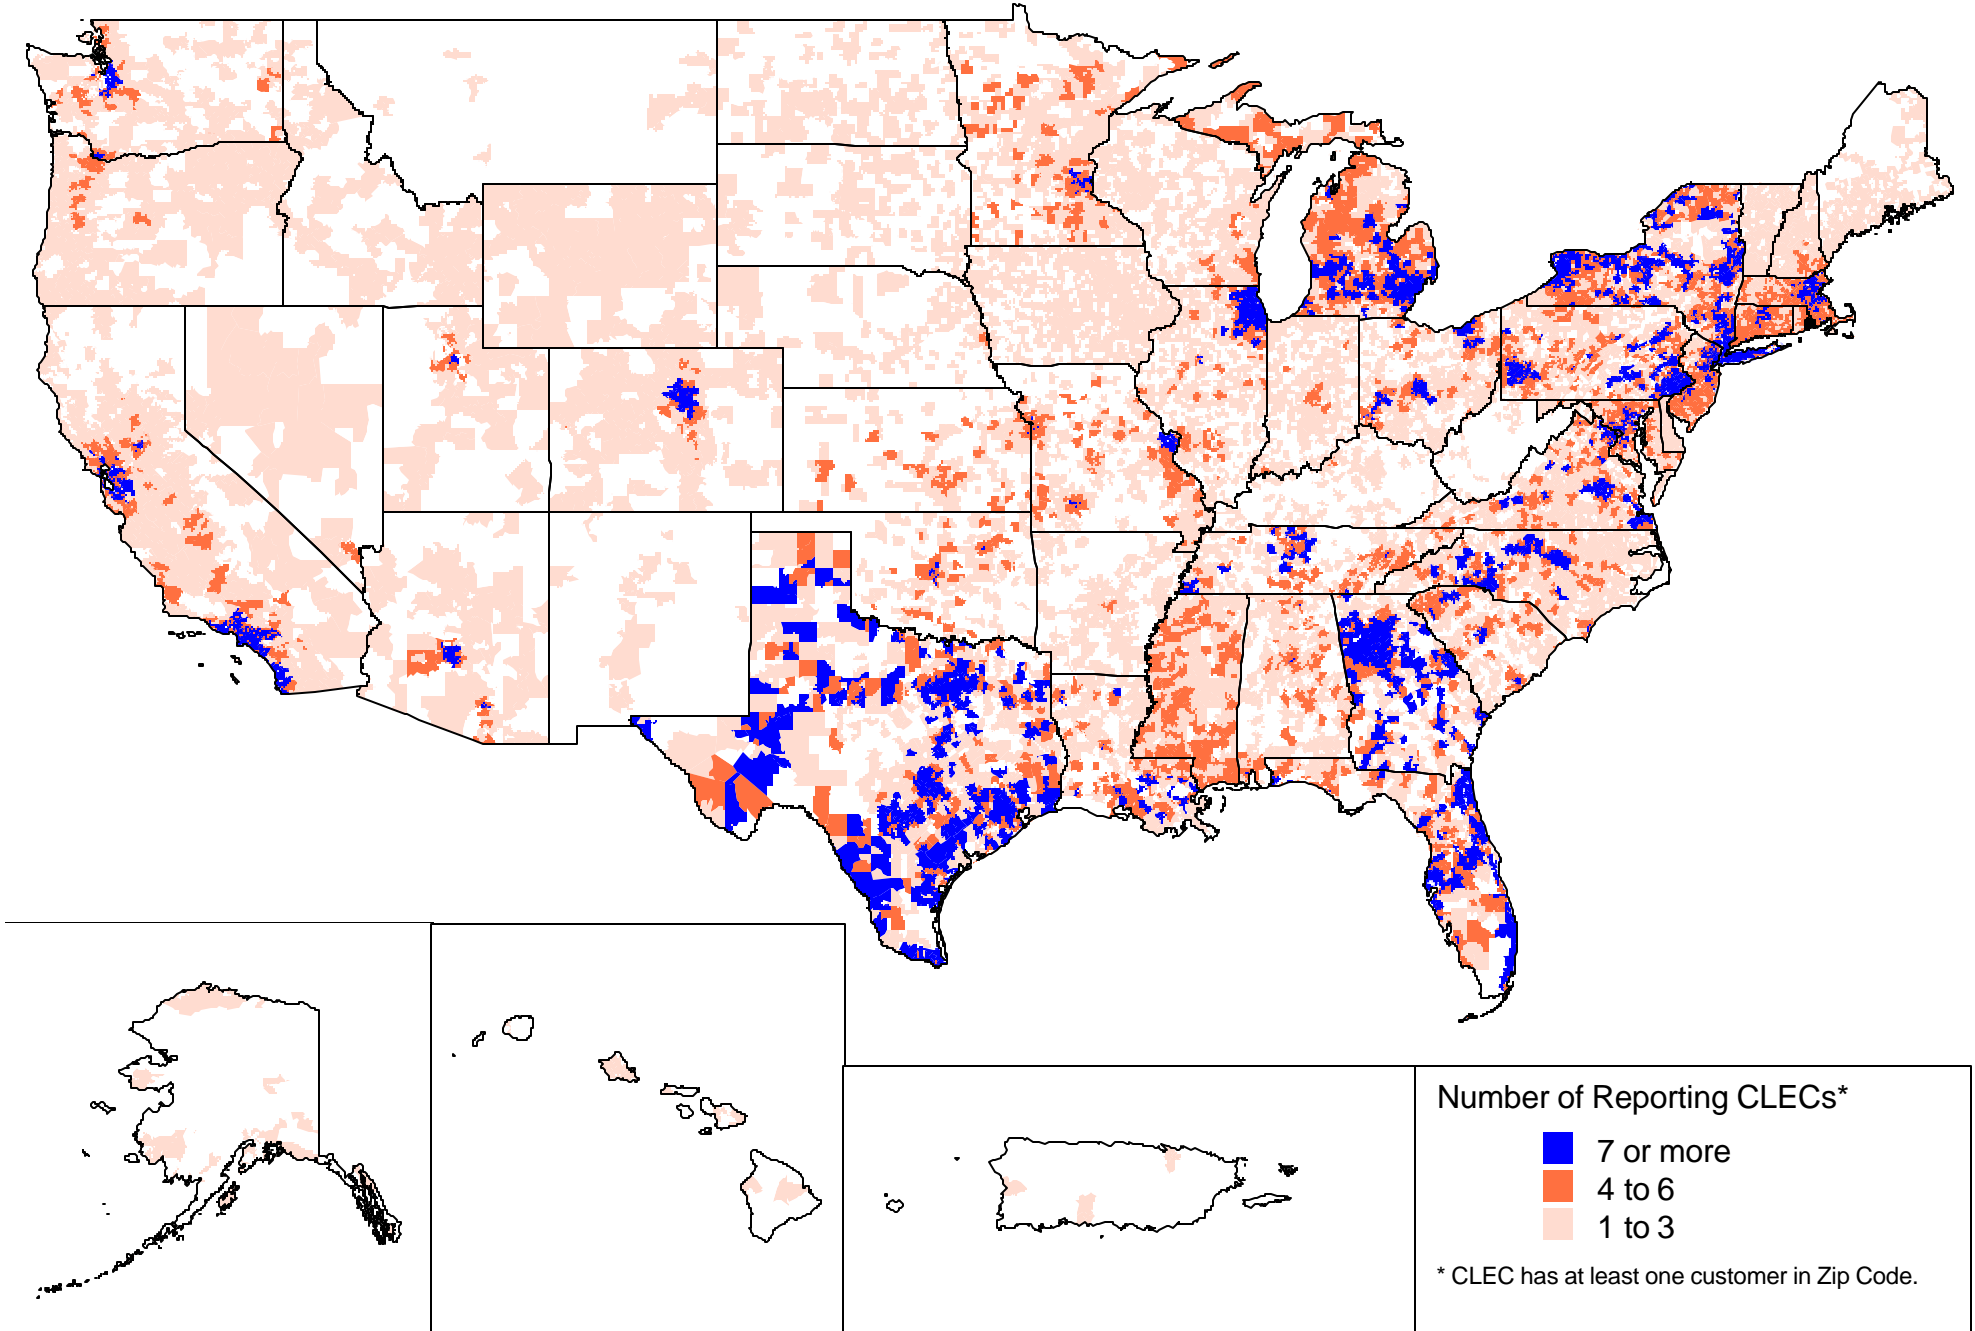 Number of Reporting CLECs*
7 or more
4 to 6
1 to 3
* CLEC has at least one customer in Zip Code.